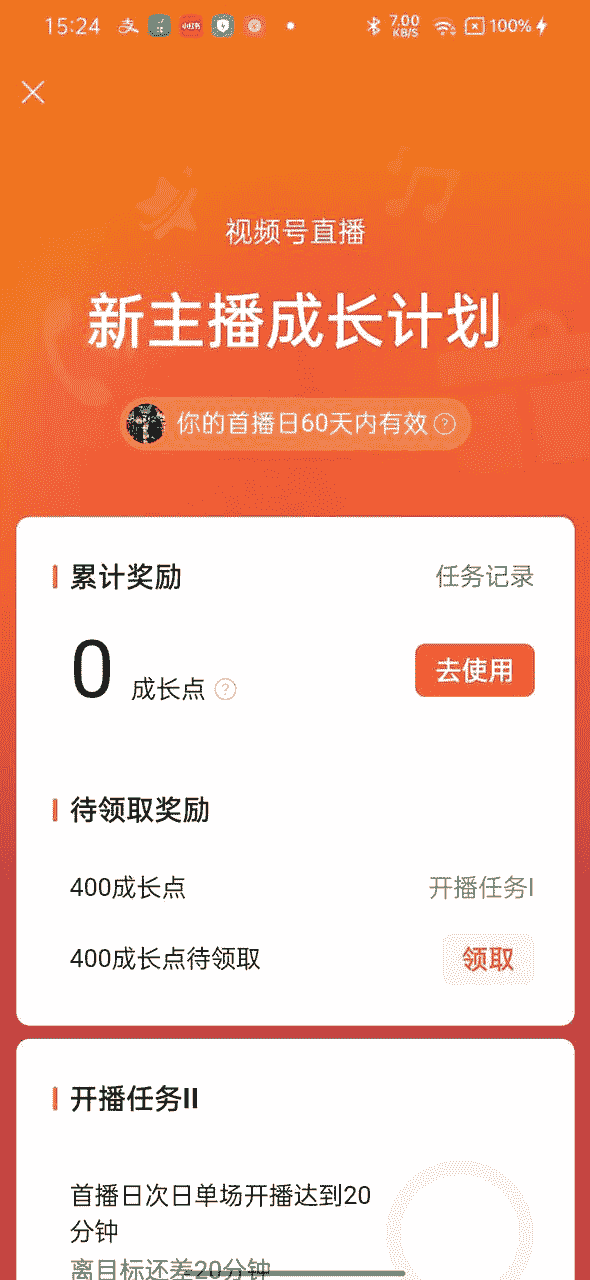 15:24
支
小红书
7.00
KB/S
100%
视频号直播
新主播成长计划
你的首播日60天内有效
累计奖励
任务记录
0 成长点
去使用
待领取奖励
400成长点
开播任务I
400成长点待领取
领取
开播任务II
首播日次日单场开播达到20
分钟
离目标还差20分钟